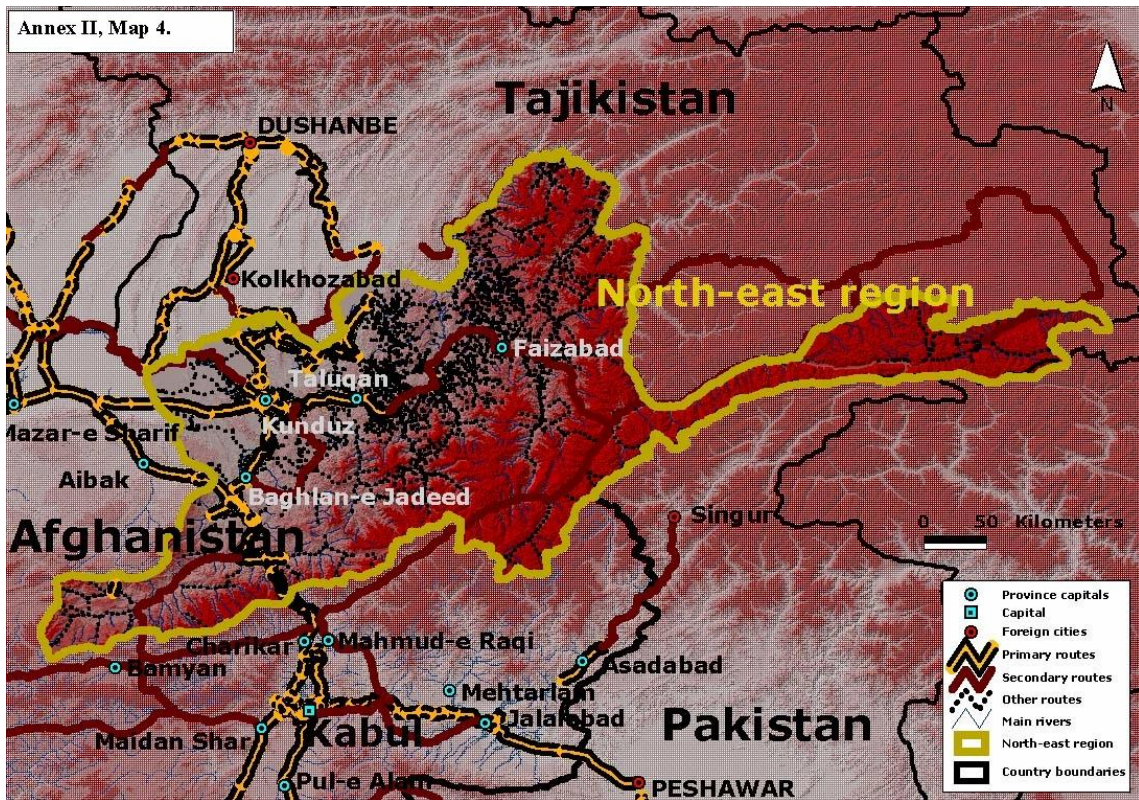 Annex II, Map 4.
Tajikistan
N
DUSHANBE
Kolkhozabad
North-east region
Faizabad
Taluqan
Kunduz
Mazar-e Sharif
Aibak
Baghlan-e Jadeed
Singur
0 50 Kilometers
Afghanistan
Charikar
Mahmud-e Raqi
Bamyan
Asadabad
Mehtarlam
Jalalabad
Pakistan
Maidan Shar
Kabul
Pul-e Alam
PESHAWAR
Province capitals
Capital
Foreign cities
Primary routes
Secondary routes
Other routes
Main rivers
North-east region
Country boundaries